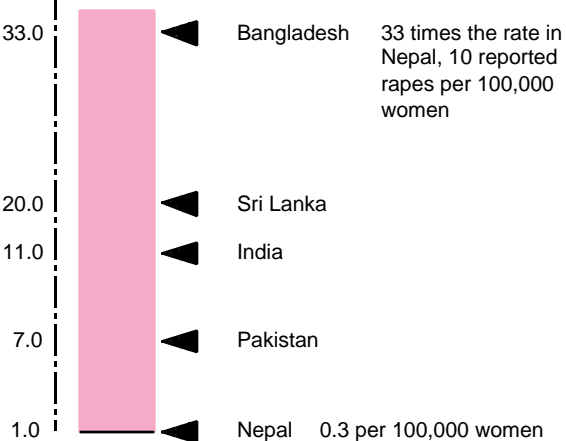 33.0 Bangladesh 33 times the rate in
Nepal, 10 reported
rapes per 100,000
women
20.0 Sri Lanka
11.0 India
7.0 Pakistan
1.0 Nepal 0.3 per 100,000 women